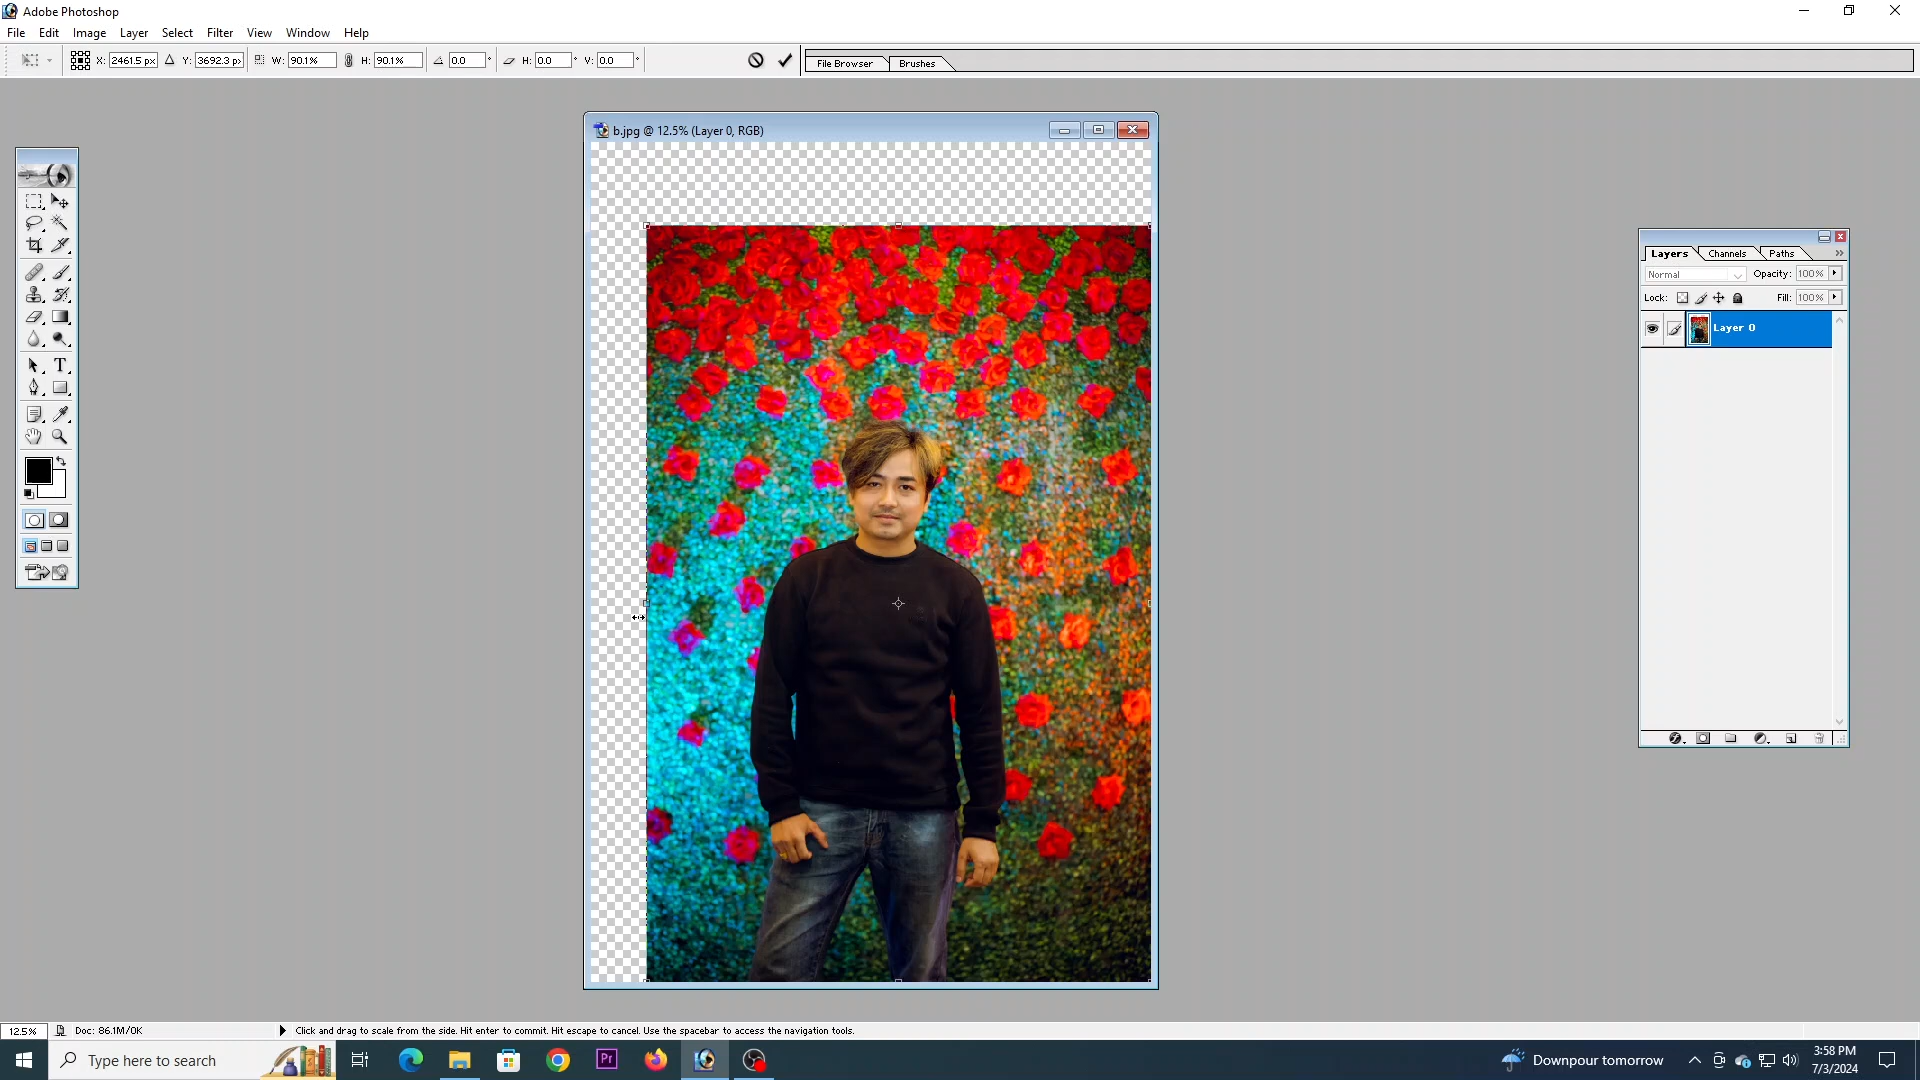 Adobe Photoshop
File Edit Image Layer Select Filter View Window Help
X: 2461.5 px Y: 3692.3 px W: 90.1% H: 90.1% 0.0 ° H: 0.0 ° V: 0.0 ° File Browser Brushes
b.jpg @ 12.5% (Layer 0, RGB)
T
Layers Channels Paths
Normal Opacity: 100%
Lock: Fill: 100%
Layer 0
12.5% Doc: 86.1M/0K Click and drag to scale from the side. Hit enter to commit. Hit escape to cancel. Use the spacebar to access the navigation tools.
Type here to search Pr Downpour tomorrow 3:58 PM
7/3/2024